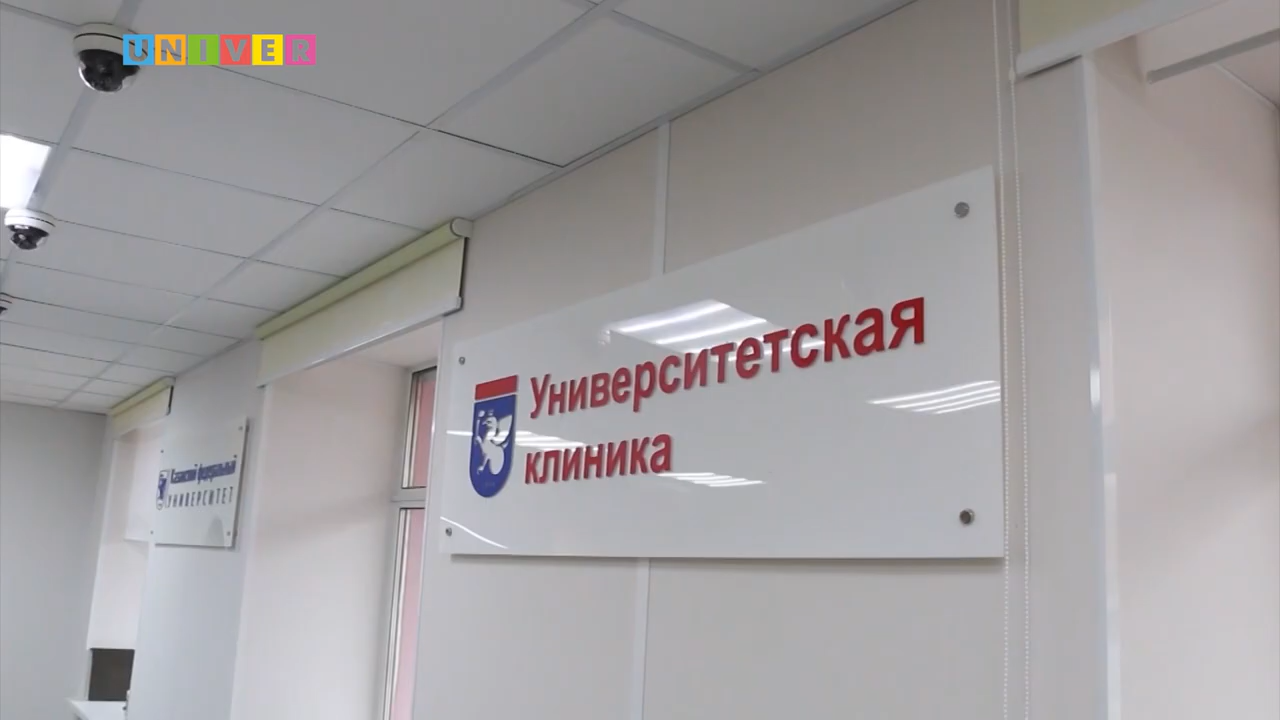 UNIVER
Университетская
клиника
Казанский федеральный
УНИВЕРСИТЕТ